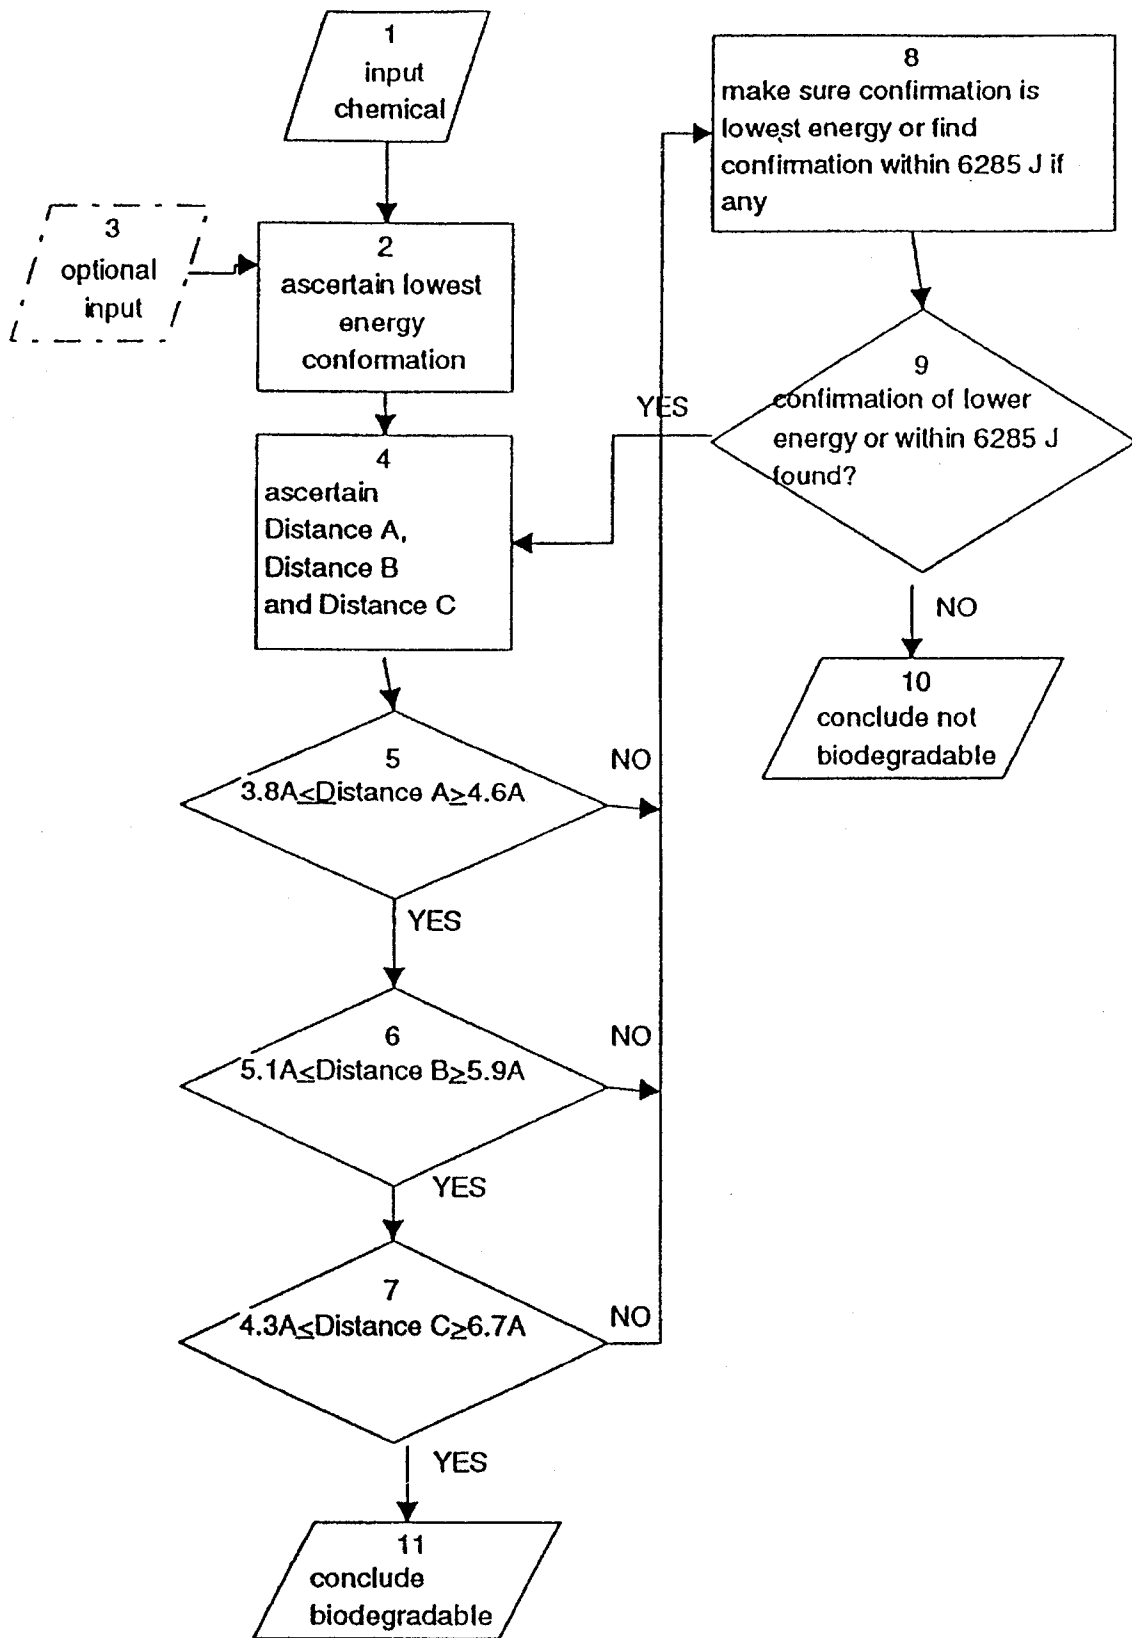 1
input
chemical
3
optional
input
2
ascertain lowest
energy
conformation
4
ascertain
Distance A,
Distance B
and Distance C
5
3.8A≤Distance A≥4.6A
NO
YES
6
5.1A≤Distance B≥5.9A
NO
YES
7
4.3A≤Distance C≥6.7A
NO
YES
11
conclude
biodegradable
8
make sure confirmation is
lowest energy or find
confirmation within 6285 J if
any
9
confirmation of lower
energy or within 6285 J
found?
YES
NO
10
conclude not
biodegradable